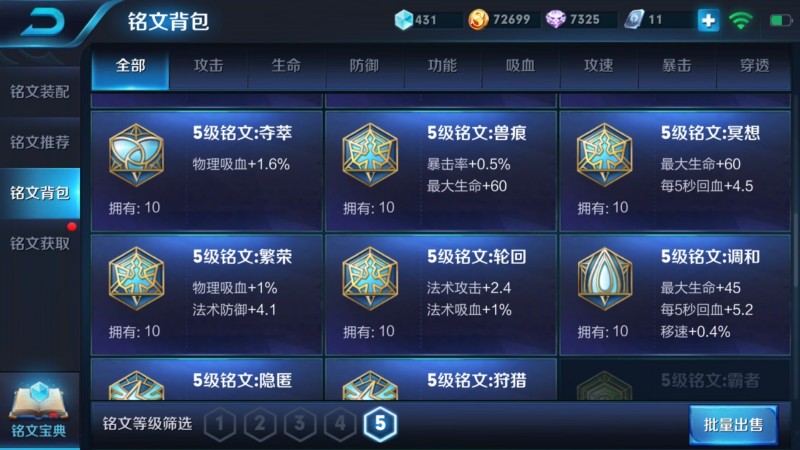 铭文背包
431
72699
7325
11
全部
攻击
生命
防御
功能
吸血
攻速
暴击
穿透
铭文装配
铭文推荐
铭文背包
铭文获取
铭文宝典
5级铭文:夺萃
物理吸血+1.6%
拥有: 10
5级铭文:兽痕
暴击率+0.5%
最大生命+60
拥有: 10
5级铭文:冥想
最大生命+60
每5秒回血+4.5
拥有: 10
5级铭文:繁荣
物理吸血+1%
法术防御+4.1
拥有: 10
5级铭文:轮回
法术攻击+2.4
法术吸血+1%
拥有: 10
5级铭文:调和
最大生命+45
每5秒回血+5.2
移速+0.4%
拥有: 10
5级铭文:隐匿
5级铭文:狩猎
5级铭文:霸者
铭文等级筛选
1
2
3
4
5
批量出售